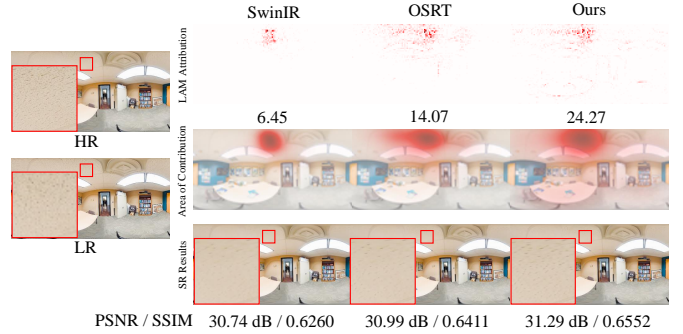 SwinIR OSRT Ours
LAM Attribution
6.45 14.07 24.27
HR
Area of Contribution
LR
SR Results
PSNR / SSIM 30.74 dB / 0.6260 30.99 dB / 0.6411 31.29 dB / 0.6552